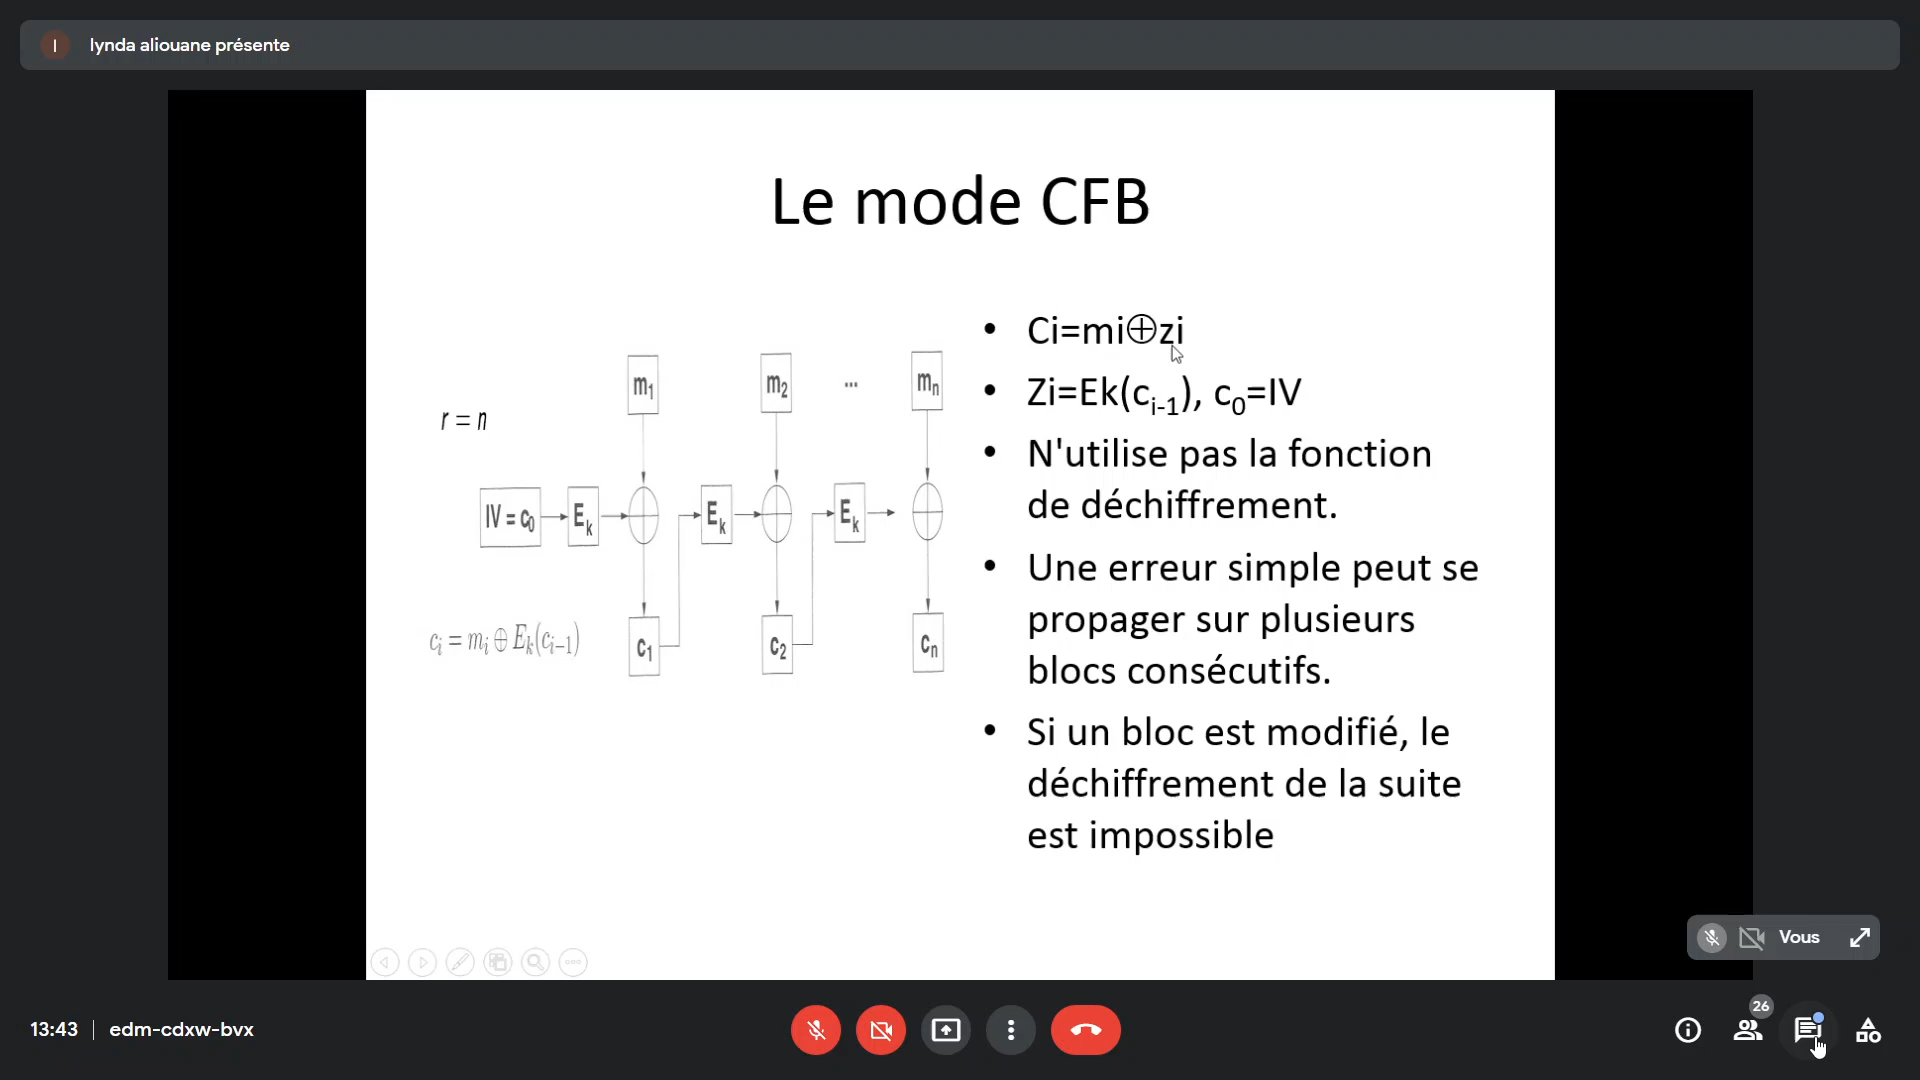 l
lynda aliouane présente
Le mode CFB
r = n
m1
m2
...
mn
IV = c0
Ek
Ek
Ek
ci = mi ⊕ Ek(ci−1)
c1
c2
cn
• Ci=mi⊕zi
• Zi=Ek(ci-1), c0=IV
• N'utilise pas la fonction
de déchiffrement.
• Une erreur simple peut se
propager sur plusieurs
blocs consécutifs.
• Si un bloc est modifié, le
déchiffrement de la suite
est impossible
Vous
13:43 | edm-cdxw-bvx
26